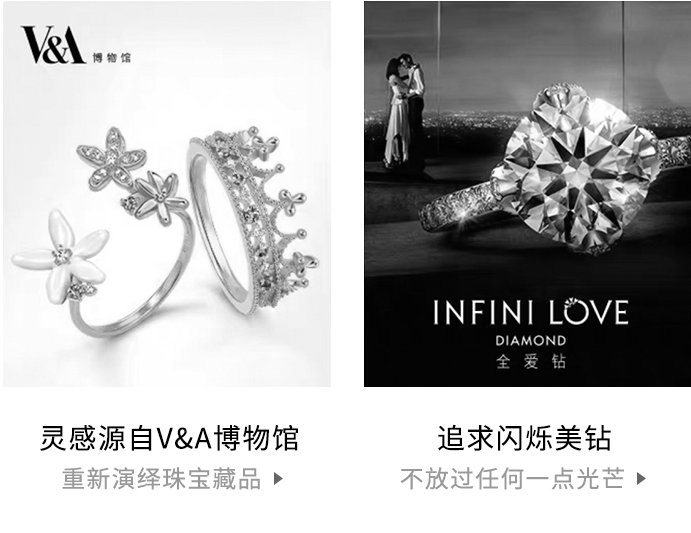 V&A 博物馆
INFINI LOVE
DIAMOND
全爱钻
灵感源自V&A博物馆
重新演绎珠宝藏品
追求闪烁美钻
不放过任何一点光芒